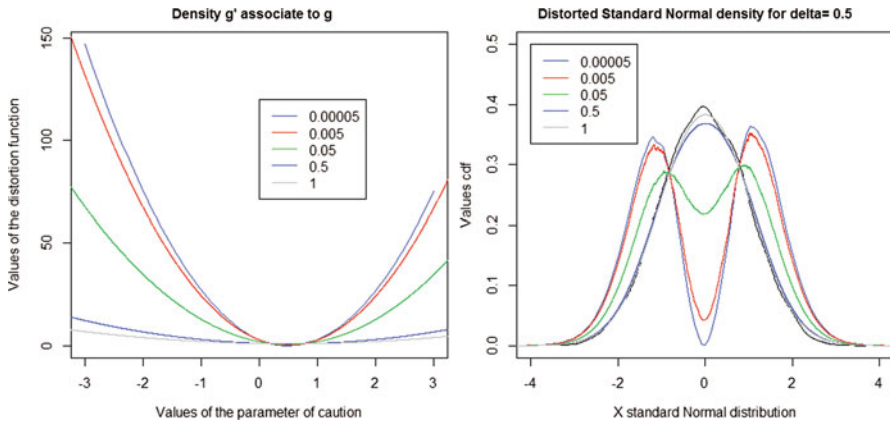 Density g' associate to g
Values of the distortion function
150
100
50
0
0.00005
0.005
0.05
0.5
1
-3 -2 -1 0 1 2 3
Values of the parameter of caution
Distorted Standard Normal density for delta= 0.5
Values cdf
0.5
0.4
0.3
0.2
0.1
0.0
0.00005
0.005
0.05
0.5
1
-4 -2 0 2 4
X standard Normal distribution